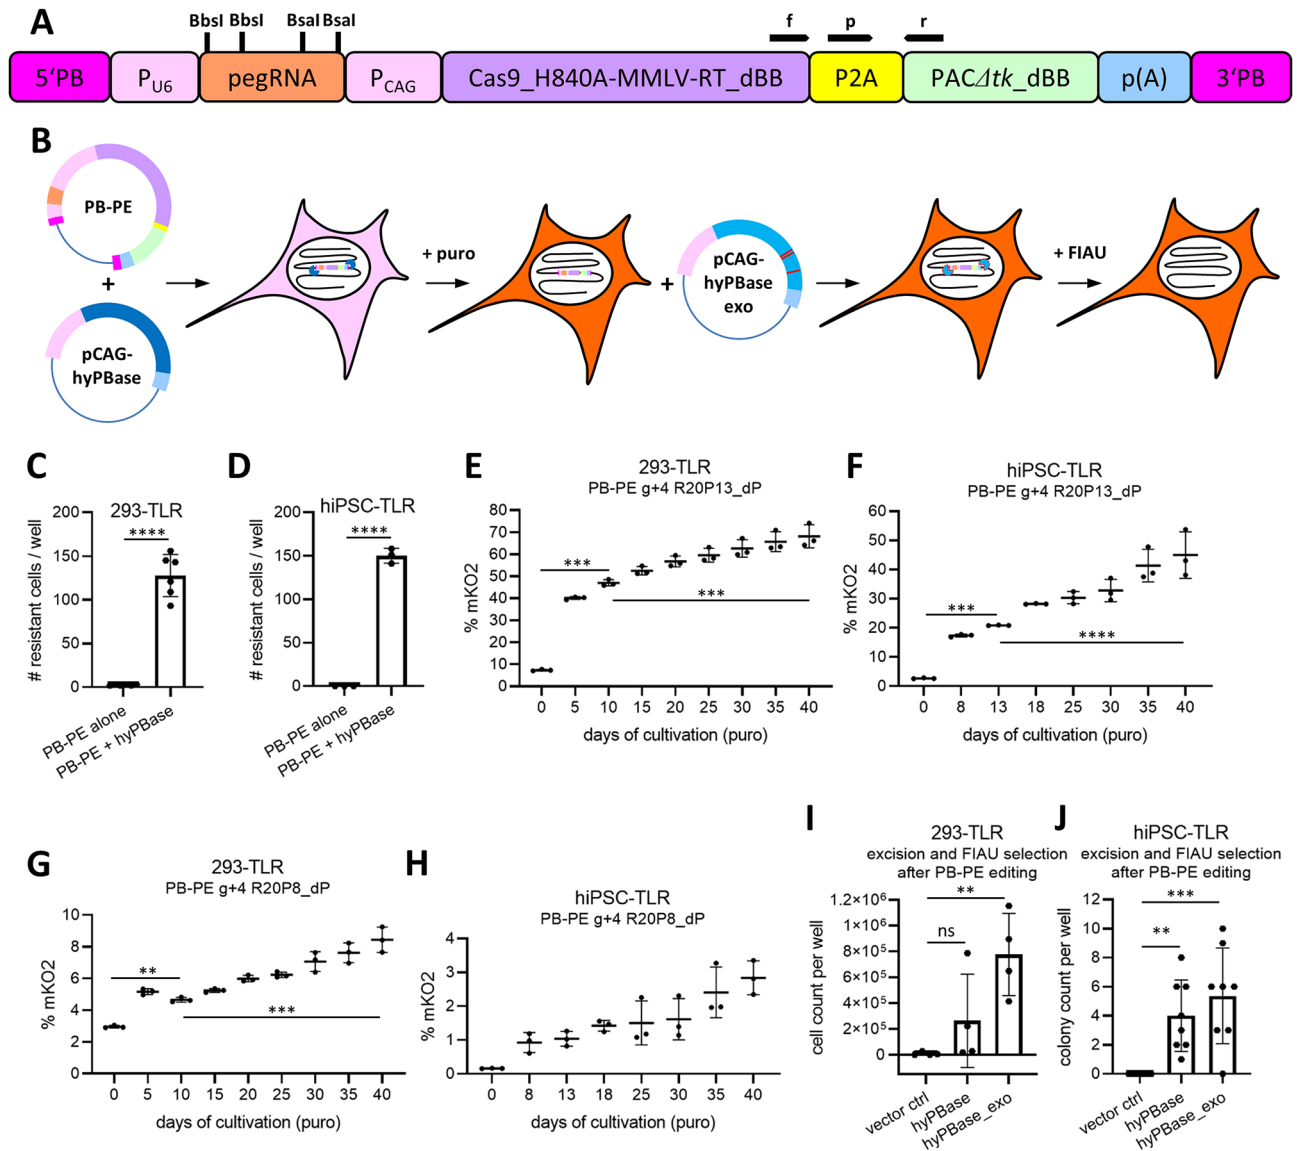 A
BbsI BbsI BsaI BsaI f p r
5'PB P_U6 pegRNA P_CAG Cas9_H840A-MMLV-RT_dBB P2A PACΔtk_dBB p(A) 3'PB
B
PB-PE
+
pCAG-
hyPBase
+ puro
+
pCAG-
hyPBase
exo
+ FIAU
C
293-TLR
# resistant cells / well
200
150
100
50
0
****
PB-PE alone
PB-PE + hyPBase
D
hiPSC-TLR
# resistant cells / well
200
150
100
50
0
****
PB-PE alone
PB-PE + hyPBase
E
293-TLR
PB-PE g+4 R20P13_dP
% mKO2
80
70
60
50
40
30
20
10
0
***
***
0 5 10 15 20 25 30 35 40
days of cultivation (puro)
F
hiPSC-TLR
PB-PE g+4 R20P13_dP
% mKO2
60
50
40
30
20
10
0
***
****
0 8 13 18 25 30 35 40
days of cultivation (puro)
G
293-TLR
PB-PE g+4 R20P8_dP
% mKO2
10
8
6
4
2
0
**
***
0 5 10 15 20 25 30 35 40
days of cultivation (puro)
H
hiPSC-TLR
PB-PE g+4 R20P8_dP
% mKO2
4
3
2
1
0
0 8 13 18 25 30 35 40
days of cultivation (puro)
I
293-TLR
excision and FIAU selection
after PB-PE editing
cell count per well
1.2×10⁶
1×10⁶
8×10⁵
6×10⁵
4×10⁵
2×10⁵
0
**
ns
vector ctrl
hyPBase
hyPBase_exo
J
hiPSC-TLR
excision and FIAU selection
after PB-PE editing
colony count per well
12
10
8
6
4
2
0
***
**
vector ctrl
hyPBase
hyPBase_exo